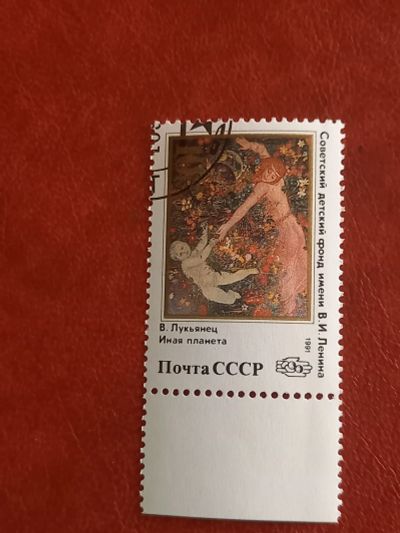 Советский детский фонд имени В.И. Ленина
1991
В. Лукьянец
Иная планета
Почта СССР